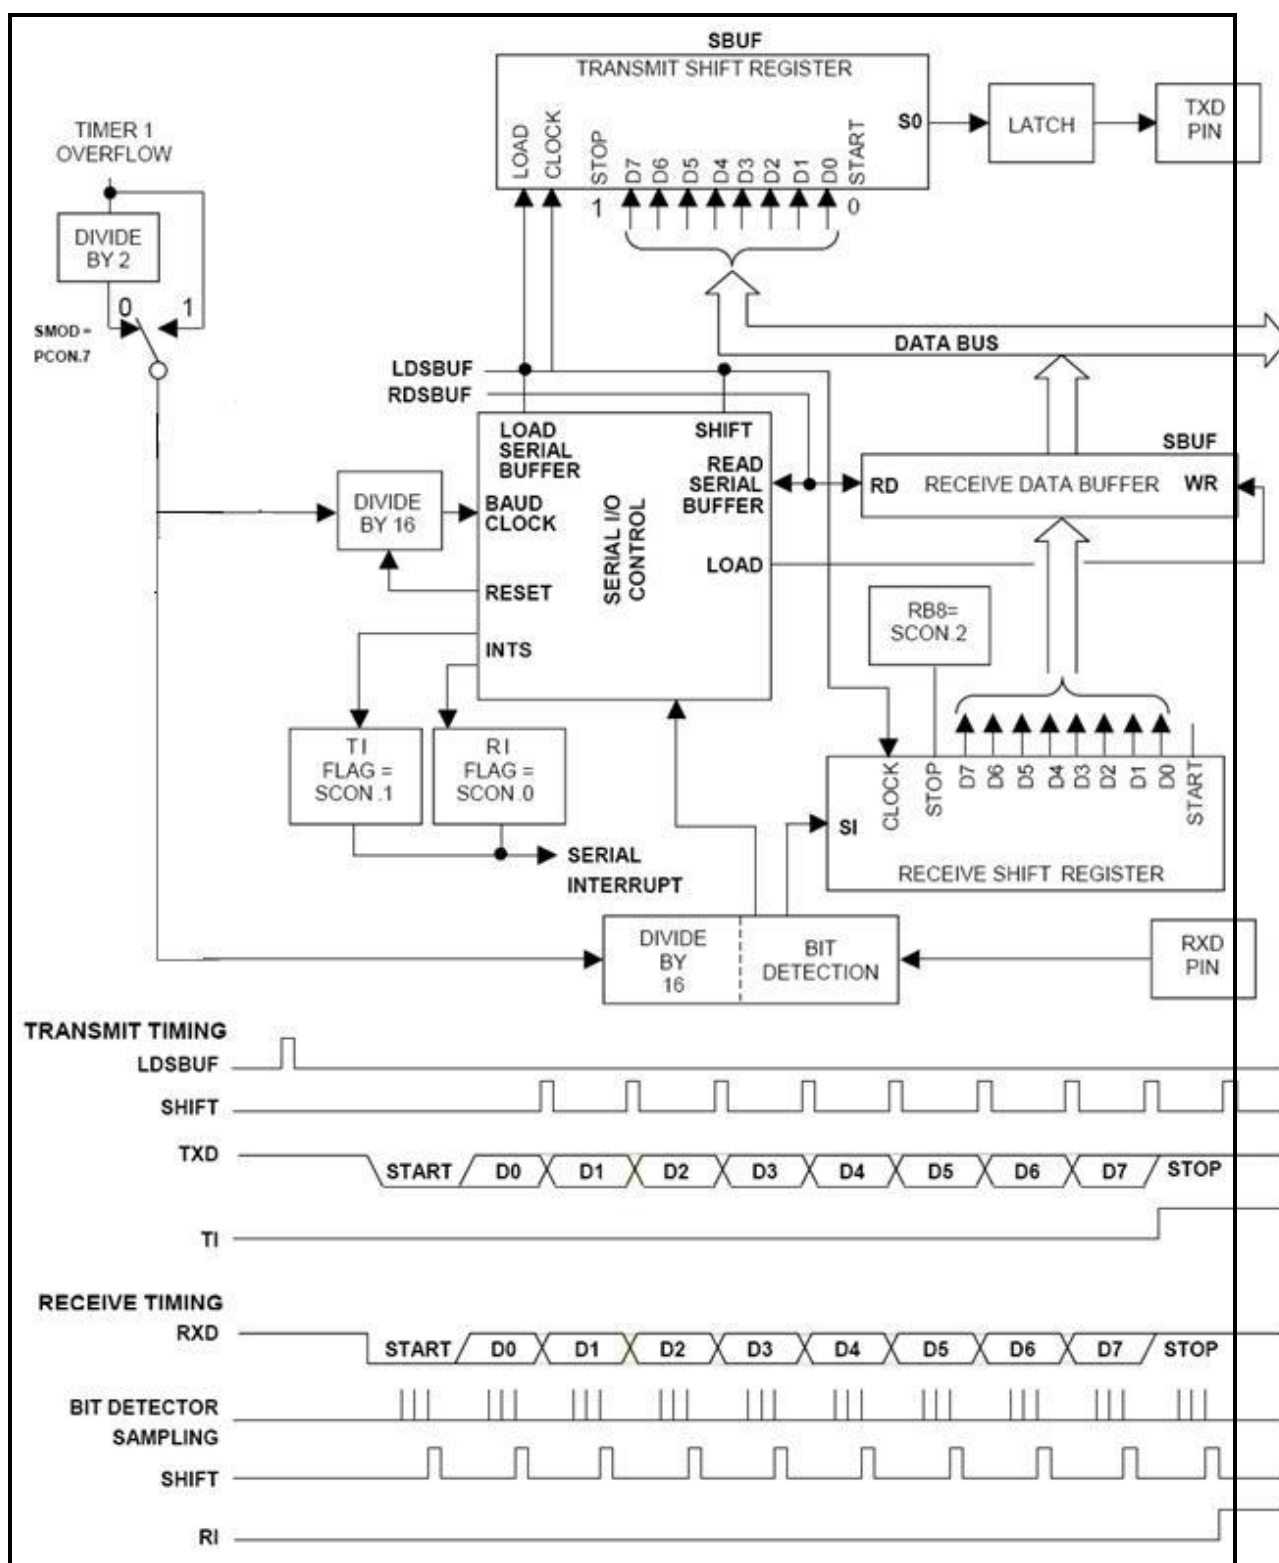 SBUF
TRANSMIT SHIFT REGISTER
LOAD
CLOCK
STOP
D7
D6
D5
D4
D3
D2
D1
D0
START
1
0
S0
LATCH
TXD
PIN
TIMER 1
OVERFLOW
DIVIDE
BY 2
0
1
SMOD =
PCON.7
DATA BUS
LDSBUF
RDSBUF
LOAD
SERIAL
BUFFER
SHIFT
READ
SERIAL
BUFFER
BAUD
CLOCK
SERIAL I/O
CONTROL
LOAD
RESET
INTS
DIVIDE
BY 16
SBUF
RD
RECEIVE DATA BUFFER
WR
RB8=
SCON.2
TI
FLAG =
SCON .1
RI
FLAG =
SCON .0
SERIAL
INTERRUPT
SI
CLOCK
STOP
D7
D6
D5
D4
D3
D2
D1
D0
START
RECEIVE SHIFT REGISTER
DIVIDE
BY
16
BIT
DETECTION
RXD
PIN
TRANSMIT TIMING
LDSBUF
SHIFT
TXD
START D0 D1 D2 D3 D4 D5 D6 D7 STOP
TI
RECEIVE TIMING
RXD
START D0 D1 D2 D3 D4 D5 D6 D7 STOP
BIT DETECTOR
SAMPLING
SHIFT
RI